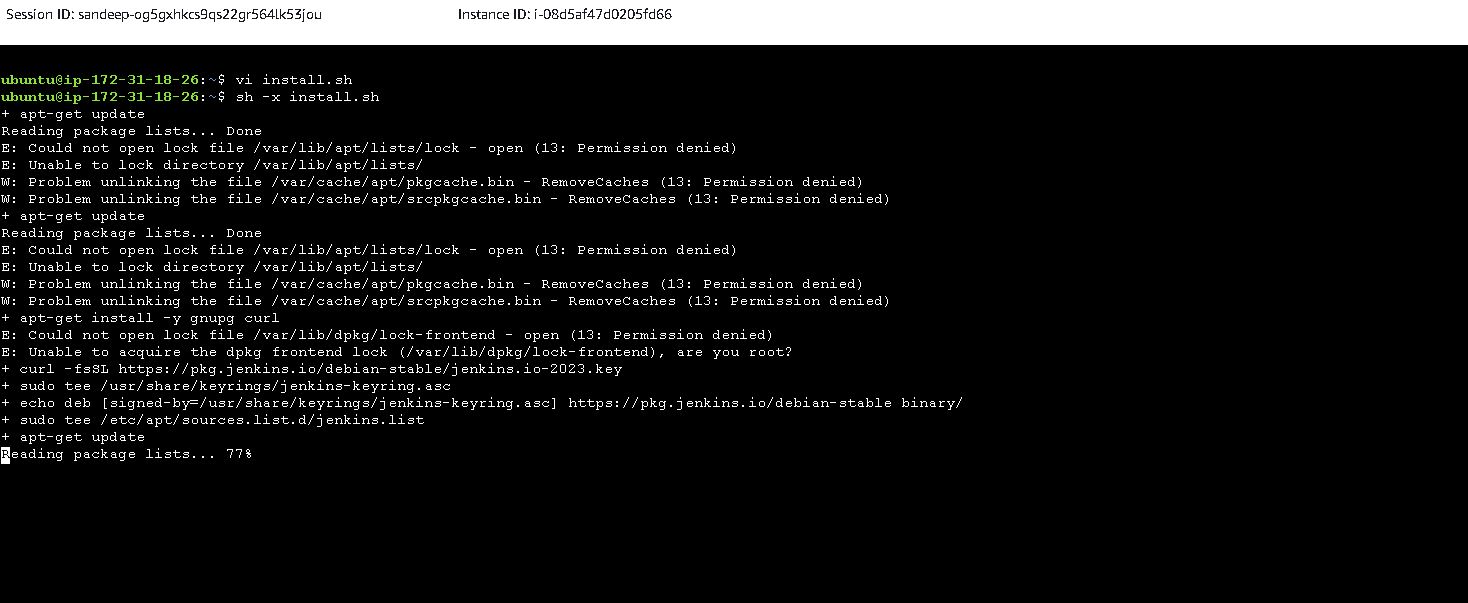 Session ID: sandeep-og5gxhkcs9qs22gr564lk53jou Instance ID: i-08d5af47d0205fd66
ubuntu@ip-172-31-18-26:~$ vi install.sh
ubuntu@ip-172-31-18-26:~$ sh -x install.sh
+ apt-get update
Reading package lists... Done
E: Could not open lock file /var/lib/apt/lists/lock - open (13: Permission denied)
E: Unable to lock directory /var/lib/apt/lists/
W: Problem unlinking the file /var/cache/apt/pkgcache.bin - RemoveCaches (13: Permission denied)
W: Problem unlinking the file /var/cache/apt/srcpkgcache.bin - RemoveCaches (13: Permission denied)
+ apt-get update
Reading package lists... Done
E: Could not open lock file /var/lib/apt/lists/lock - open (13: Permission denied)
E: Unable to lock directory /var/lib/apt/lists/
W: Problem unlinking the file /var/cache/apt/pkgcache.bin - RemoveCaches (13: Permission denied)
W: Problem unlinking the file /var/cache/apt/srcpkgcache.bin - RemoveCaches (13: Permission denied)
+ apt-get install -y gnupg curl
E: Could not open lock file /var/lib/dpkg/lock-frontend - open (13: Permission denied)
E: Unable to acquire the dpkg frontend lock (/var/lib/dpkg/lock-frontend), are you root?
+ curl -fsSL https://pkg.jenkins.io/debian-stable/jenkins.io-2023.key
+ sudo tee /usr/share/keyrings/jenkins-keyring.asc
+ echo deb [signed-by=/usr/share/keyrings/jenkins-keyring.asc] https://pkg.jenkins.io/debian-stable binary/
+ sudo tee /etc/apt/sources.list.d/jenkins.list
+ apt-get update
Reading package lists... 77%